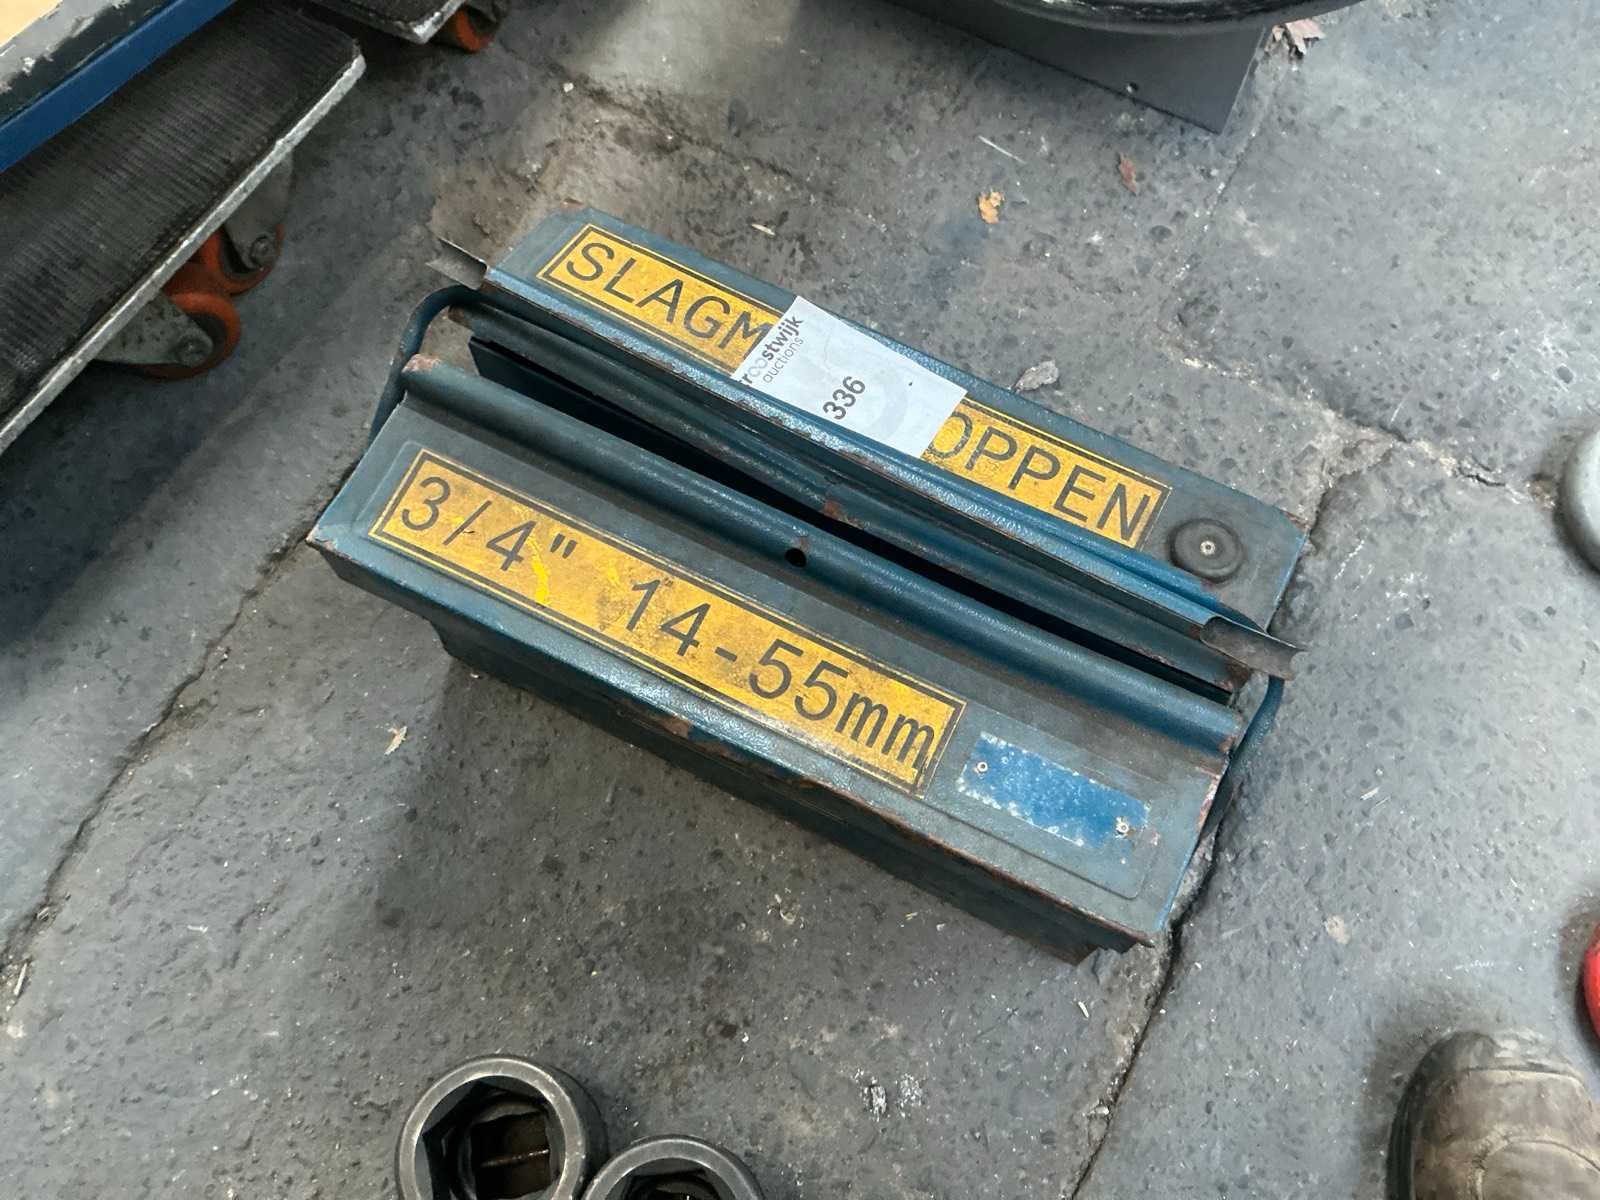 SLAGM
OPPEN
roostwijk
auctions
336
3/4" 14-55mm